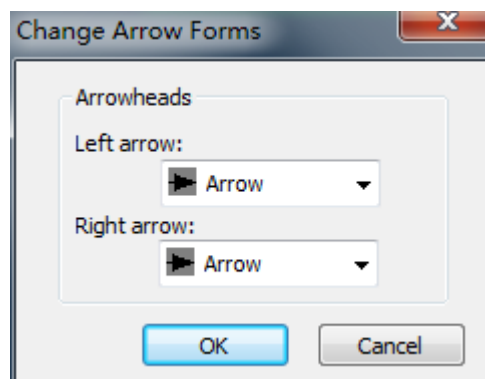 Change Arrow Forms
Arrowheads
Left arrow:
Arrow
Right arrow:
Arrow
OK Cancel